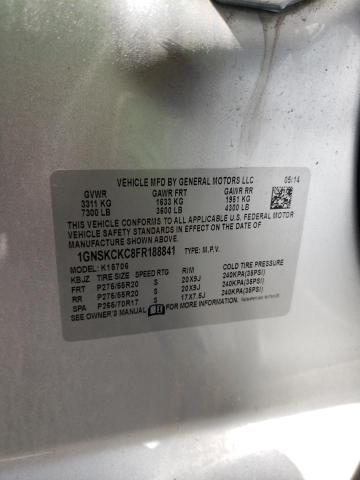 VEHICLE MFD BY GENERAL MOTORS LLC 05/14
GVWR GAWR FRT GAWR RR
3311 KG 1633 KG 1951 KG
7300 LB 3600 LB 4300 LB
THIS VEHICLE CONFORMS TO ALL APPLICABLE U.S. FEDERAL MOTOR
VEHICLE SAFETY STANDARDS IN EFFECT ON THE DATE OF
MANUFACTURE SHOWN ABOVE.
1GNSKCKC8FR188841 TYPE: M.P.V.
MODEL: K15706
KBJZ TIRE SIZE SPEED RTG RIM COLD TIRE PRESSURE
FRT P275/55R20 S 20X9J 240KPA(35PSI)
RR P275/55R20 S 20X9J 240KPA(35PSI)
SPA P265/70R17 S 17X7.5J 240KPA(35PSI)
SEE OWNER'S MANUAL FOR MORE INFORMATION.